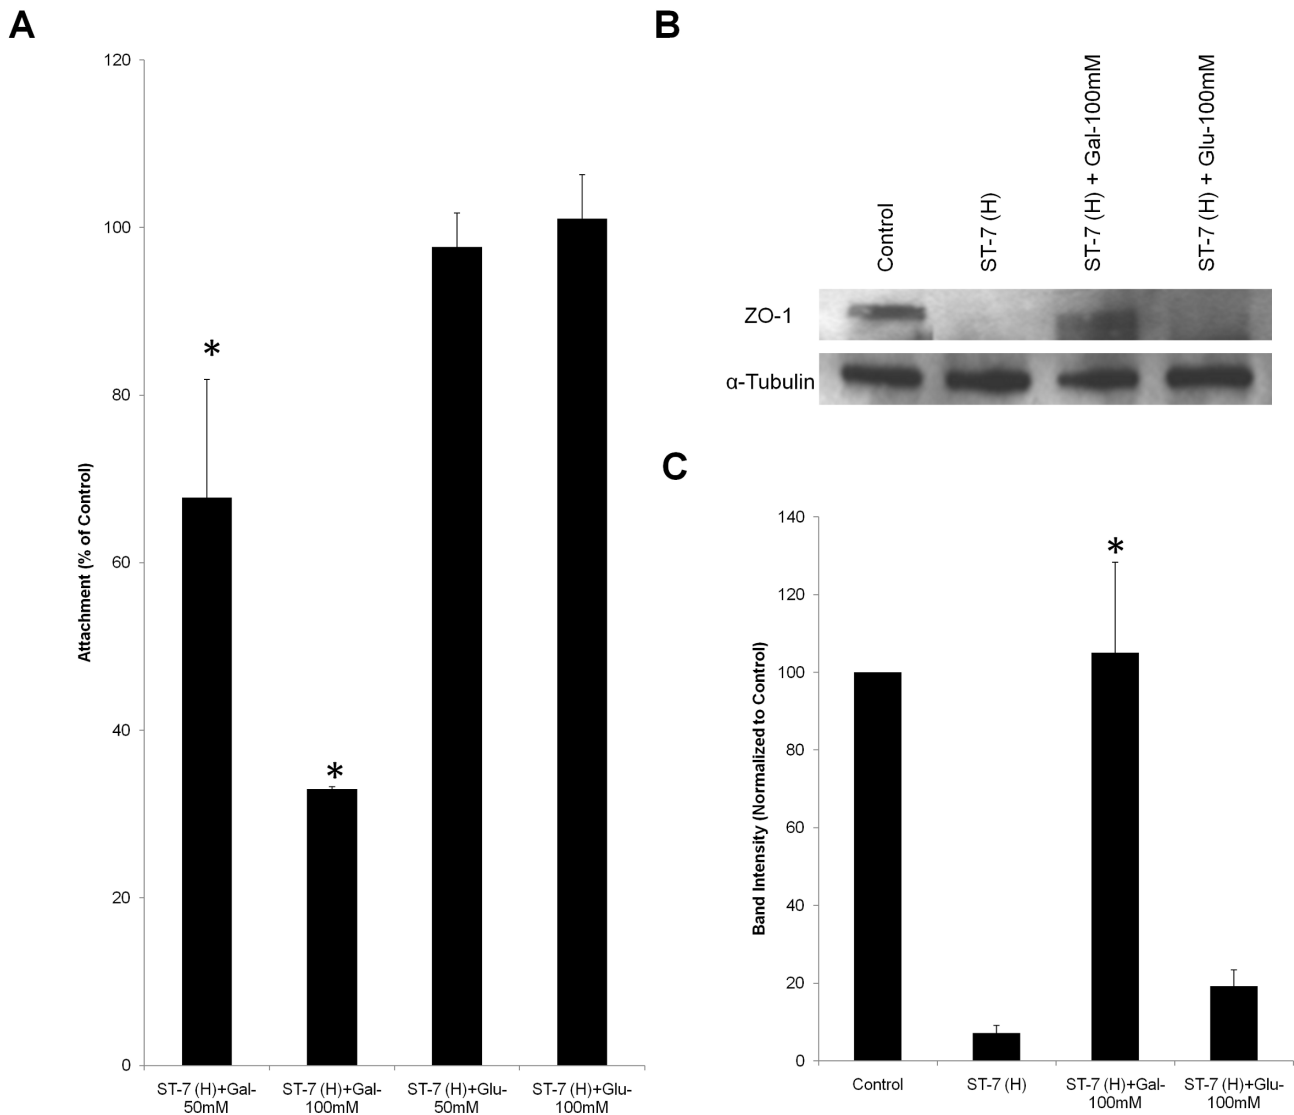 A
120
100
80
60
40
20
0
Attachment (% of Control)
*
*
ST-7 (H)+Gal-
50mM
ST-7 (H)+Gal-
100mM
ST-7 (H)+Glu-
50mM
ST-7 (H)+Glu-
100mM
B
Control
ST-7 (H)
ST-7 (H) + Gal-100mM
ST-7 (H) + Glu-100mM
ZO-1
α-Tubulin
C
140
120
100
80
60
40
20
0
Band Intensity (Normalized to Control)
*
Control
ST-7 (H)
ST-7 (H)+Gal-
100mM
ST-7 (H)+Glu-
100mM